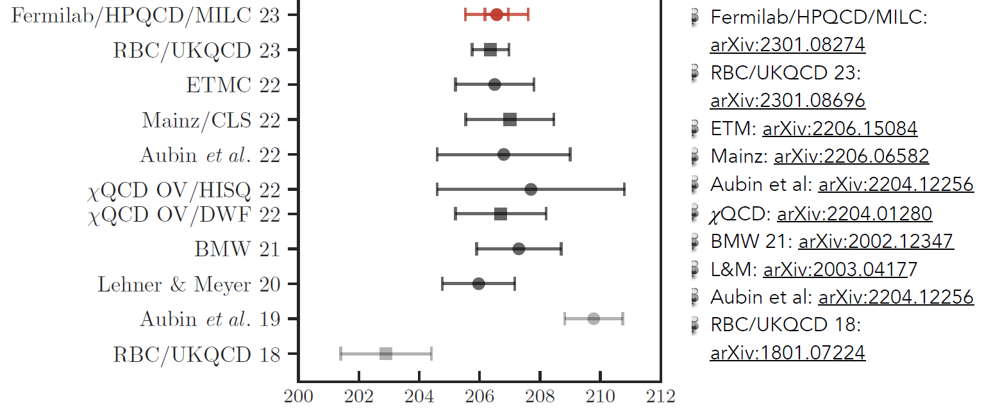 Fermilab/HPQCD/MILC 23
RBC/UKQCD 23
ETMC 22
Mainz/CLS 22
Aubin et al. 22
χQCD OV/HISQ 22
χQCD OV/DWF 22
BMW 21
Lehner & Meyer 20
Aubin et al. 19
RBC/UKQCD 18
200 202 204 206 208 210 212
Fermilab/HPQCD/MILC:
arXiv:2301.08274
RBC/UKQCD 23:
arXiv:2301.08696
ETM: arXiv:2206.15084
Mainz: arXiv:2206.06582
Aubin et al: arXiv:2204.12256
χQCD: arXiv:2204.01280
BMW 21: arXiv:2002.12347
L&M: arXiv:2003.04177
Aubin et al: arXiv:2204.12256
RBC/UKQCD 18:
arXiv:1801.07224